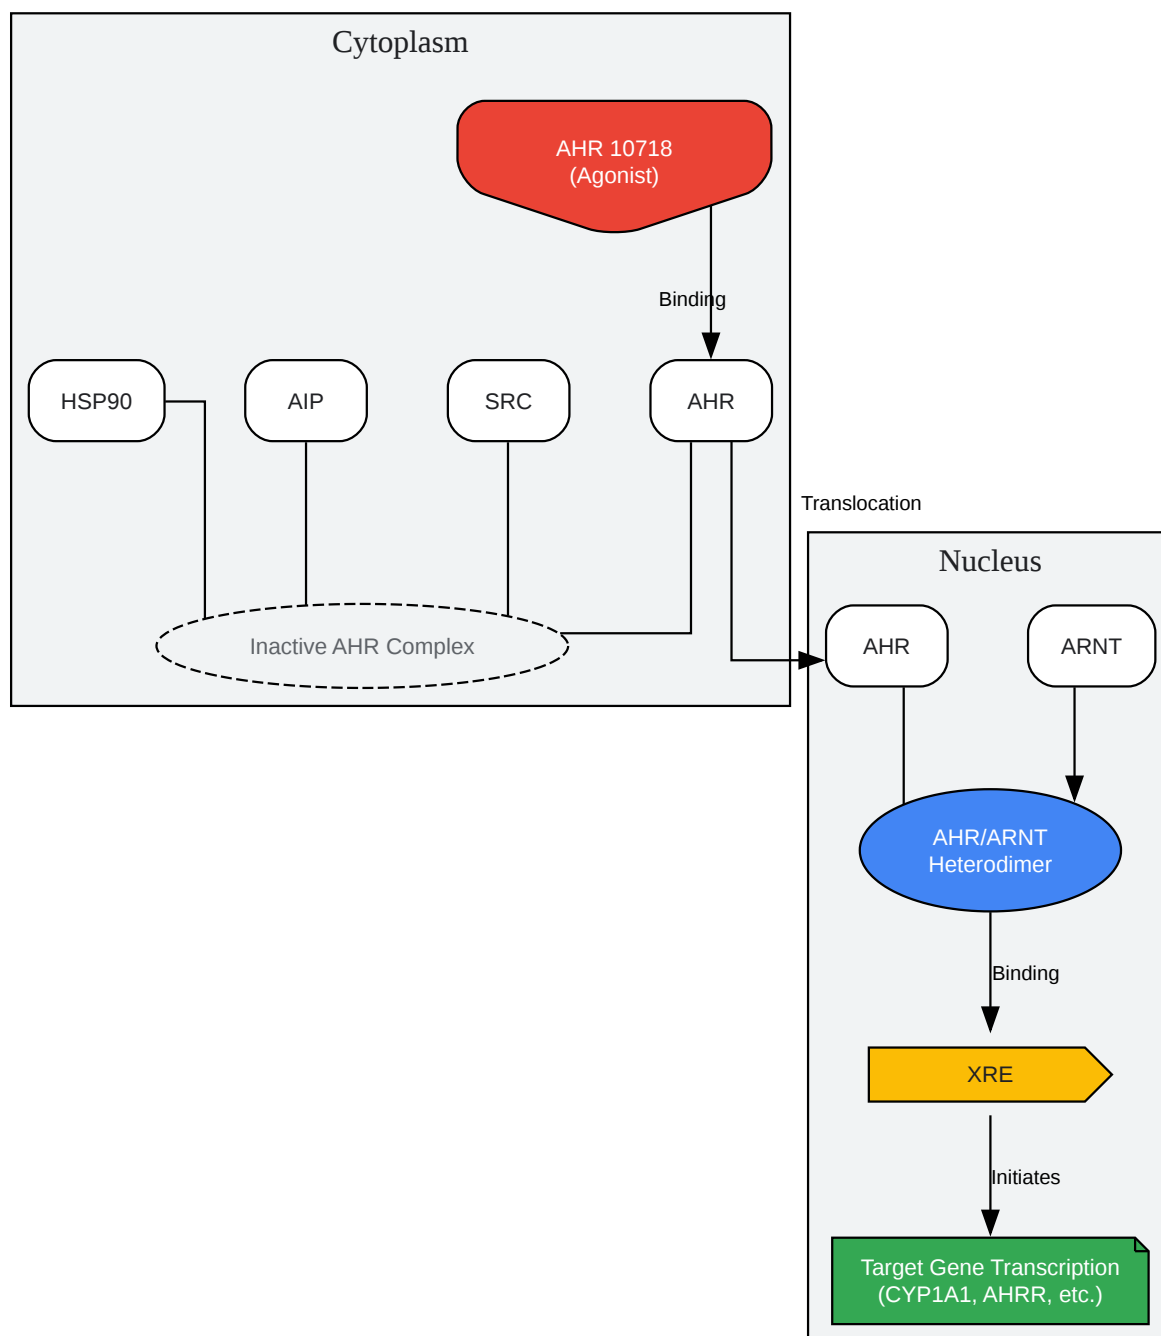 Cytoplasm
AHR 10718
(Agonist)
Binding
HSP90
AIP
SRC
AHR
Inactive AHR Complex
Translocation
Nucleus
AHR
ARNT
AHR/ARNT
Heterodimer
Binding
XRE
Initiates
Target Gene Transcription
(CYP1A1, AHRR, etc.)